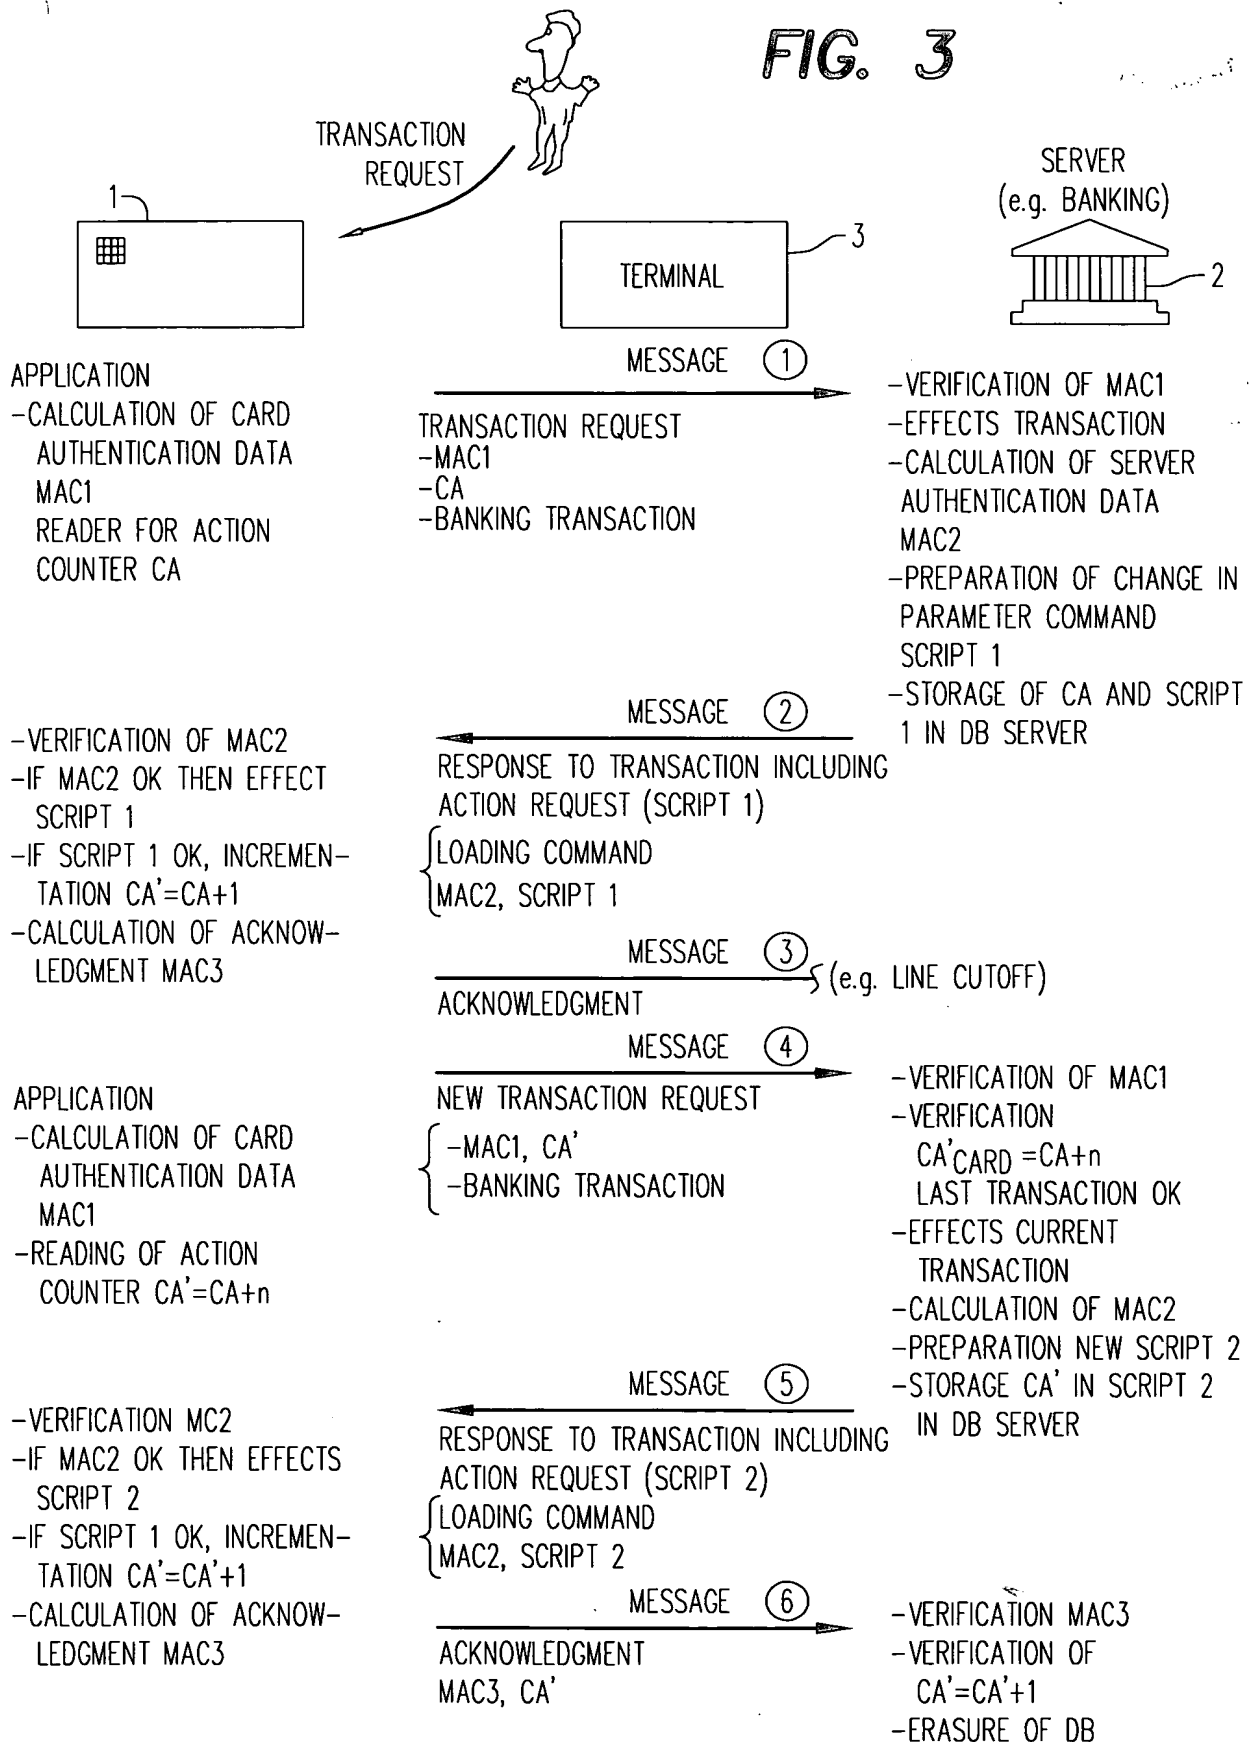 FIG. 3
TRANSACTION
REQUEST
SERVER
(e.g. BANKING)
1
TERMINAL
3
2
APPLICATION
-CALCULATION OF CARD
AUTHENTICATION DATA
MAC1
READER FOR ACTION
COUNTER CA
MESSAGE 1
TRANSACTION REQUEST
-MAC1
-CA
-BANKING TRANSACTION
-VERIFICATION OF MAC1
-EFFECTS TRANSACTION
-CALCULATION OF SERVER
AUTHENTICATION DATA
MAC2
-PREPARATION OF CHANGE IN
PARAMETER COMMAND
SCRIPT 1
-STORAGE OF CA AND SCRIPT
1 IN DB SERVER
MESSAGE 2
RESPONSE TO TRANSACTION INCLUDING
ACTION REQUEST (SCRIPT 1)
LOADING COMMAND
MAC2, SCRIPT 1
-VERIFICATION OF MAC2
-IF MAC2 OK THEN EFFECT
SCRIPT 1
-IF SCRIPT 1 OK, INCREMEN-
TATION CA'=CA+1
-CALCULATION OF ACKNOW-
LEDGMENT MAC3
MESSAGE 3
(e.g. LINE CUTOFF)
ACKNOWLEDGMENT
MESSAGE 4
NEW TRANSACTION REQUEST
-MAC1, CA'
-BANKING TRANSACTION
APPLICATION
-CALCULATION OF CARD
AUTHENTICATION DATA
MAC1
-READING OF ACTION
COUNTER CA'=CA+n
-VERIFICATION OF MAC1
-VERIFICATION
CA'CARD =CA+n
LAST TRANSACTION OK
-EFFECTS CURRENT
TRANSACTION
-CALCULATION OF MAC2
-PREPARATION NEW SCRIPT 2
-STORAGE CA' IN SCRIPT 2
IN DB SERVER
MESSAGE 5
RESPONSE TO TRANSACTION INCLUDING
ACTION REQUEST (SCRIPT 2)
LOADING COMMAND
MAC2, SCRIPT 2
-VERIFICATION MC2
-IF MAC2 OK THEN EFFECTS
SCRIPT 2
-IF SCRIPT 1 OK, INCREMEN-
TATION CA'=CA'+1
-CALCULATION OF ACKNOW-
LEDGMENT MAC3
MESSAGE 6
ACKNOWLEDGMENT
MAC3, CA'
-VERIFICATION MAC3
-VERIFICATION OF
CA'=CA'+1
-ERASURE OF DB